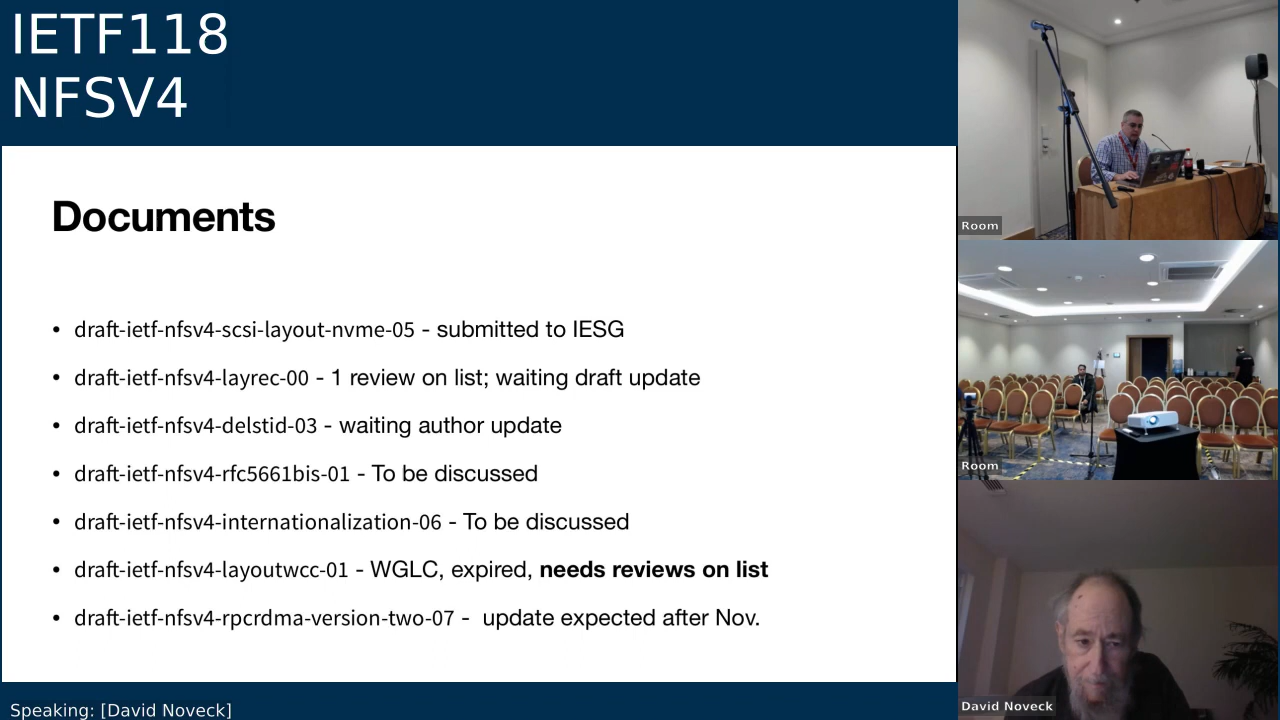 IETF118
NFSV4
Documents
• draft-ietf-nfsv4-scsi-layout-nvme-05 - submitted to IESG
• draft-ietf-nfsv4-layrec-00 - 1 review on list; waiting draft update
• draft-ietf-nfsv4-delstid-03 - waiting author update
• draft-ietf-nfsv4-rfc5661bis-01 - To be discussed
• draft-ietf-nfsv4-internationalization-06 - To be discussed
• draft-ietf-nfsv4-layoutwcc-01 - WGLC, expired, needs reviews on list
• draft-ietf-nfsv4-rpcrdma-version-two-07 - update expected after Nov.
Speaking: [David Noveck]
Room
Room
David Noveck